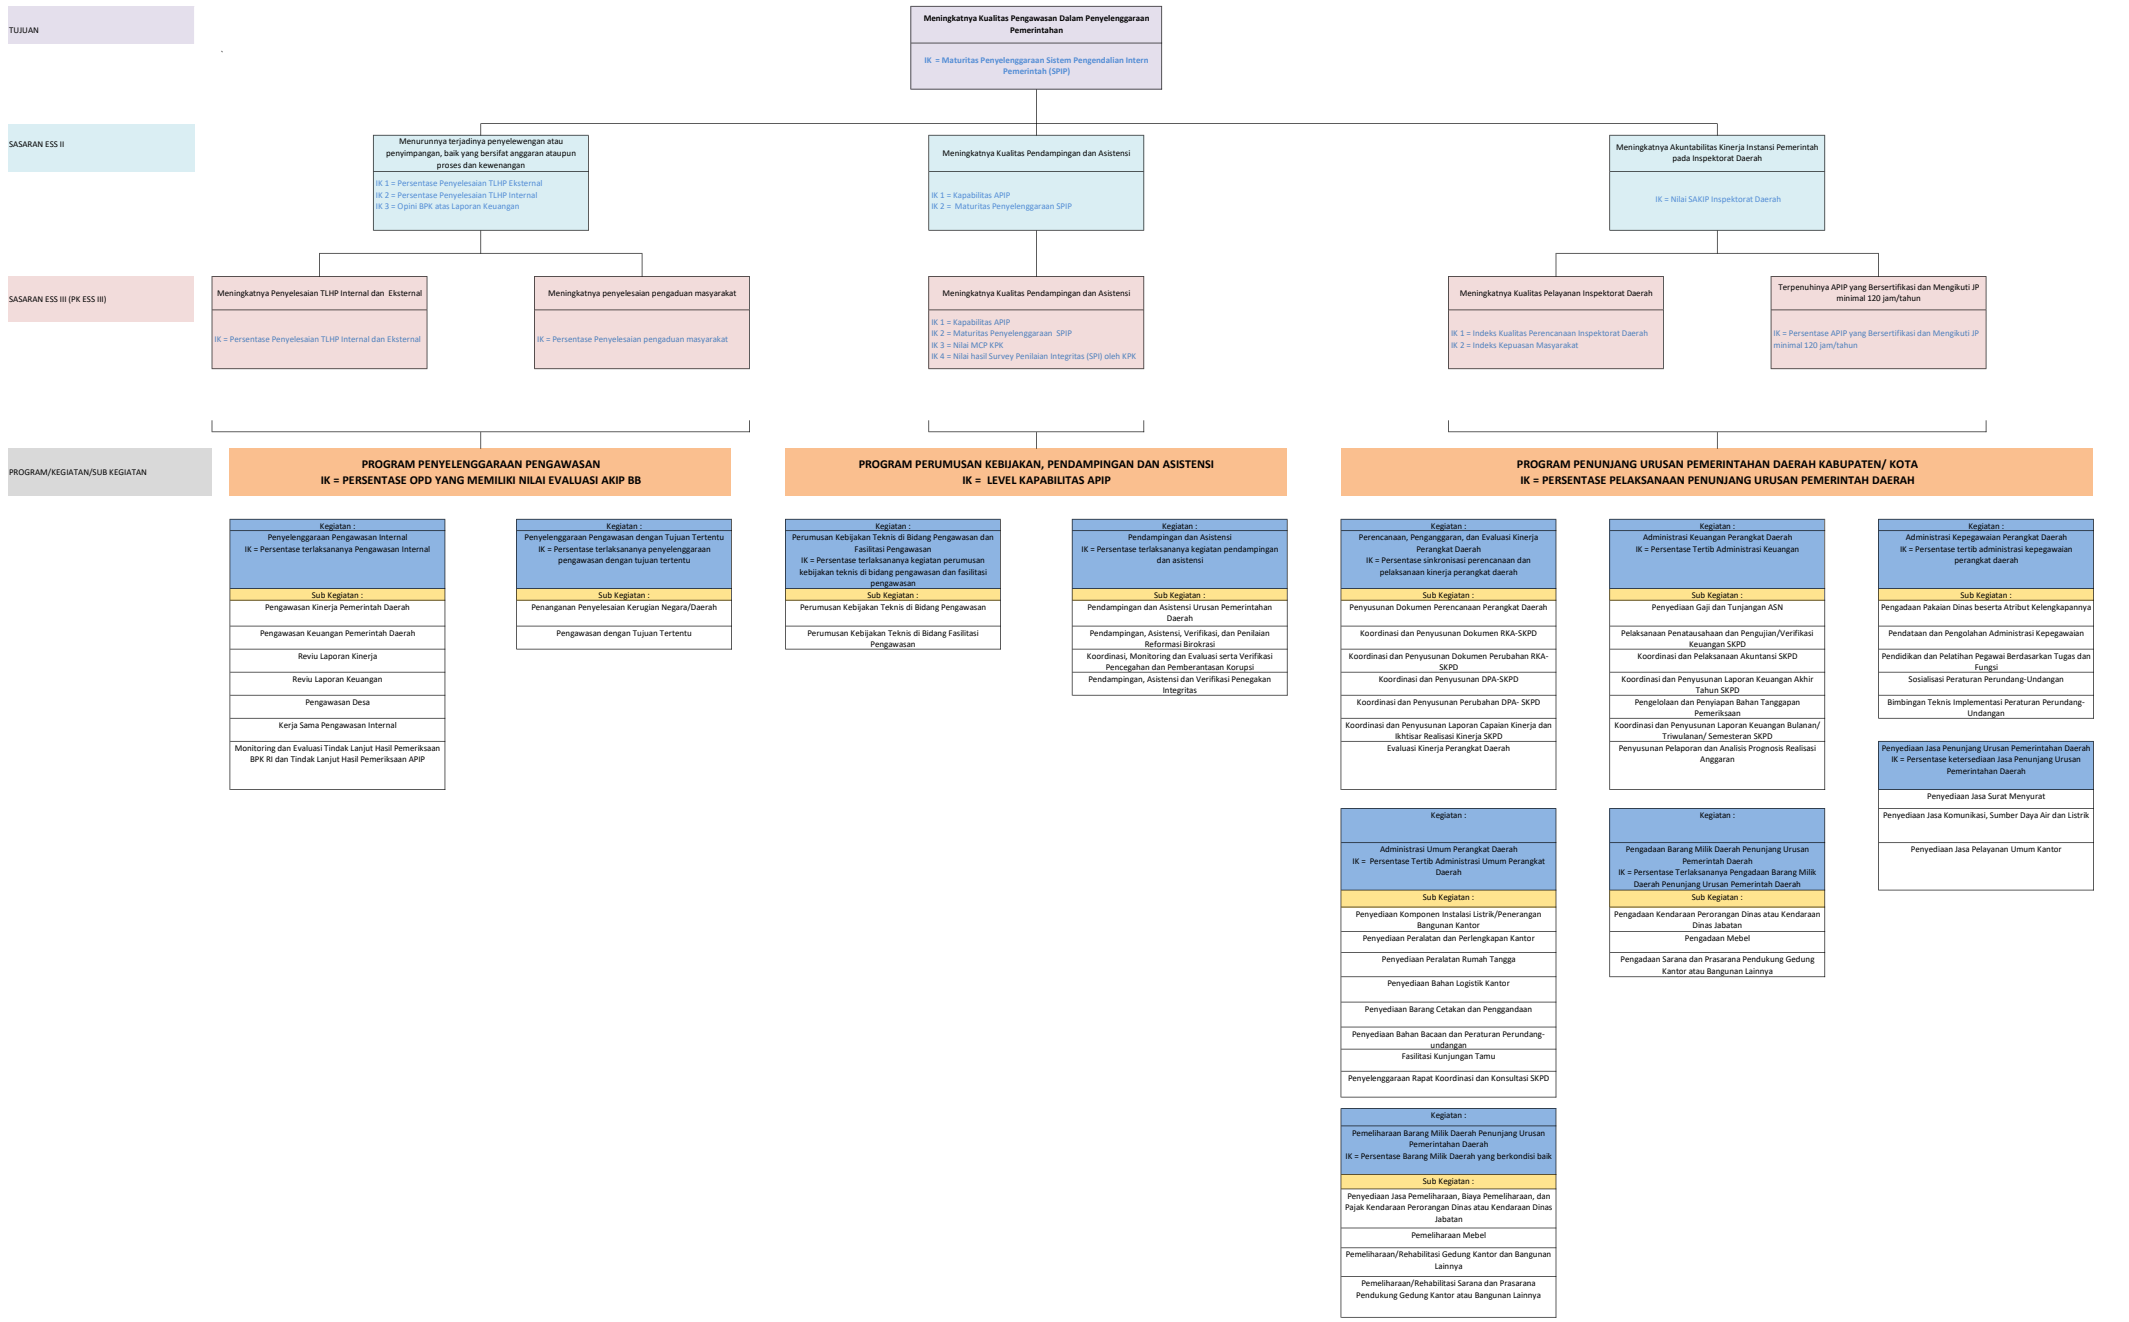 TUJUAN
Meningkatnya Kualitas Pengawasan Dalam Penyelenggaraan
Pemerintahan
IK = Maturitas Penyelenggaraan Sistem Pengendalian Intern
Pemerintah (SPIP)
SASARAN ESS II
Menurunnya terjadinya penyelewengan atau
penyimpangan, baik yang bersifat anggaran ataupun
proses dan kewenangan
IK 1 = Persentase Penyelesaian TLHP Eksternal
IK 2 = Persentase Penyelesaian TLHP Internal
IK 3 = Opini BPK atas Laporan Keuangan
Meningkatnya Kualitas Pendampingan dan Asistensi
IK 1 = Kapabilitas APIP
IK 2 = Maturitas Penyelenggaraan SPIP
Meningkatnya Akuntabilitas Kinerja Instansi Pemerintah
pada Inspektorat Daerah
IK = Nilai SAKIP Inspektorat Daerah
SASARAN ESS III (PK ESS III)
Meningkatnya Penyelesaian TLHP Internal dan Eksternal
IK = Persentase Penyelesaian TLHP Internal dan Eksternal
Meningkatnya penyelesaian pengaduan masyarakat
IK = Persentase Penyelesaian pengaduan masyarakat
Meningkatnya Kualitas Pendampingan dan Asistensi
IK 1 = Kapabilitas APIP
IK 2 = Maturitas Penyelenggaraan SPIP
IK 3 = Nilai MCP KPK
IK 4 = Nilai hasil Survey Penilaian Integritas (SPI) oleh KPK
Meningkatnya Kualitas Pelayanan Inspektorat Daerah
IK 1 = Indeks Kualitas Perencanaan Inspektorat Daerah
IK 2 = Indeks Kepuasan Masyarakat
Terpenuhinya APIP yang Bersertifikasi dan Mengikuti JP
minimal 120 jam/tahun
IK = Persentase APIP yang Bersertifikasi dan Mengikuti JP
minimal 120 jam/tahun
PROGRAM/KEGIATAN/SUB KEGIATAN
PROGRAM PENYELENGGARAAN PENGAWASAN
IK = PERSENTASE OPD YANG MEMILIKI NILAI EVALUASI AKIP BB
PROGRAM PERUMUSAN KEBIJAKAN, PENDAMPINGAN DAN ASISTENSI
IK = LEVEL KAPABILITAS APIP
PROGRAM PENUNJANG URUSAN PEMERINTAHAN DAERAH KABUPATEN/ KOTA
IK = PERSENTASE PELAKSANAAN PENUNJANG URUSAN PEMERINTAH DAERAH
Kegiatan :
Penyelenggaraan Pengawasan Internal
IK = Persentase terlaksananya Pengawasan Internal
Sub Kegiatan :
Pengawasan Kinerja Pemerintah Daerah
Pengawasan Keuangan Pemerintah Daerah
Reviu Laporan Kinerja
Reviu Laporan Keuangan
Pengawasan Desa
Kerja Sama Pengawasan Internal
Monitoring dan Evaluasi Tindak Lanjut Hasil Pemeriksaan
BPK RI dan Tindak Lanjut Hasil Pemeriksaan APIP
Kegiatan :
Penyelenggaraan Pengawasan dengan Tujuan Tertentu
IK = Persentase terlaksananya penyelenggaraan
pengawasan dengan tujuan tertentu
Sub Kegiatan :
Penanganan Penyelesaian Kerugian Negara/Daerah
Pengawasan dengan Tujuan Tertentu
Kegiatan :
Perumusan Kebijakan Teknis di Bidang Pengawasan dan
Fasilitasi Pengawasan
IK = Persentase terlaksananya kegiatan perumusan
kebijakan teknis di bidang pengawasan dan fasilitasi
pengawasan
Sub Kegiatan :
Perumusan Kebijakan Teknis di Bidang Pengawasan
Perumusan Kebijakan Teknis di Bidang Fasilitasi
Pengawasan
Kegiatan :
Pendampingan dan Asistensi
IK = Persentase terlaksananya kegiatan pendampingan
dan asistensi
Sub Kegiatan :
Pendampingan dan Asistensi Urusan Pemerintahan
Daerah
Pendampingan, Asistensi, Verifikasi, dan Penilaian
Reformasi Birokrasi
Koordinasi, Monitoring dan Evaluasi serta Verifikasi
Pencegahan dan Pemberantasan Korupsi
Pendampingan, Asistensi dan Verifikasi Penegakan
Integritas
Kegiatan :
Perencanaan, Penganggaran, dan Evaluasi Kinerja
Perangkat Daerah
IK = Persentase sinkronisasi perencanaan dan
pelaksanaan kinerja perangkat daerah
Sub Kegiatan :
Penyusunan Dokumen Perencanaan Perangkat Daerah
Koordinasi dan Penyusunan Dokumen RKA-SKPD
Koordinasi dan Penyusunan Dokumen Perubahan RKA-
SKPD
Koordinasi dan Penyusunan DPA-SKPD
Koordinasi dan Penyusunan Perubahan DPA- SKPD
Koordinasi dan Penyusunan Laporan Capaian Kinerja dan
Ikhtisar Realisasi Kinerja SKPD
Evaluasi Kinerja Perangkat Daerah
Kegiatan :
Administrasi Keuangan Perangkat Daerah
IK = Persentase Tertib Administrasi Keuangan
Sub Kegiatan :
Penyediaan Gaji dan Tunjangan ASN
Pelaksanaan Penatausahaan dan Pengujian/Verifikasi
Keuangan SKPD
Koordinasi dan Pelaksanaan Akuntansi SKPD
Koordinasi dan Penyusunan Laporan Keuangan Akhir
Tahun SKPD
Pengelolaan dan Penyiapan Bahan Tanggapan
Pemeriksaan
Koordinasi dan Penyusunan Laporan Keuangan Bulanan/
Triwulanan/ Semesteran SKPD
Penyusunan Pelaporan dan Analisis Prognosis Realisasi
Anggaran
Kegiatan :
Administrasi Kepegawaian Perangkat Daerah
IK = Persentase tertib administrasi kepegawaian
perangkat daerah
Sub Kegiatan :
Pengadaan Pakaian Dinas beserta Atribut Kelengkapannya
Pendataan dan Pengolahan Administrasi Kepegawaian
Pendidikan dan Pelatihan Pegawai Berdasarkan Tugas dan
Fungsi
Sosialisasi Peraturan Perundang-Undangan
Bimbingan Teknis Implementasi Peraturan Perundang-
Undangan
Penyediaan Jasa Penunjang Urusan Pemerintahan Daerah
IK = Persentase ketersediaan Jasa Penunjang Urusan
Pemerintahan Daerah
Penyediaan Jasa Surat Menyurat
Penyediaan Jasa Komunikasi, Sumber Daya Air dan Listrik
Penyediaan Jasa Pelayanan Umum Kantor
Kegiatan :
Administrasi Umum Perangkat Daerah
IK = Persentase Tertib Administrasi Umum Perangkat
Daerah
Sub Kegiatan :
Penyediaan Komponen Instalasi Listrik/Penerangan
Bangunan Kantor
Penyediaan Peralatan dan Perlengkapan Kantor
Penyediaan Peralatan Rumah Tangga
Penyediaan Bahan Logistik Kantor
Penyediaan Barang Cetakan dan Penggandaan
Penyediaan Bahan Bacaan dan Peraturan Perundang-
undangan
Fasilitasi Kunjungan Tamu
Penyelenggaraan Rapat Koordinasi dan Konsultasi SKPD
Kegiatan :
Pengadaan Barang Milik Daerah Penunjang Urusan
Pemerintah Daerah
IK = Persentase Terlaksananya Pengadaan Barang Milik
Daerah Penunjang Urusan Pemerintah Daerah
Sub Kegiatan :
Pengadaan Kendaraan Perorangan Dinas atau Kendaraan
Dinas Jabatan
Pengadaan Mebel
Pengadaan Sarana dan Prasarana Pendukung Gedung
Kantor atau Bangunan Lainnya
Kegiatan :
Pemeliharaan Barang Milik Daerah Penunjang Urusan
Pemerintahan Daerah
IK = Persentase Barang Milik Daerah yang berkondisi baik
Sub Kegiatan :
Penyediaan Jasa Pemeliharaan, Biaya Pemeliharaan, dan
Pajak Kendaraan Perorangan Dinas atau Kendaraan Dinas
Jabatan
Pemeliharaan Mebel
Pemeliharaan/Rehabilitasi Gedung Kantor dan Bangunan
Lainnya
Pemeliharaan/Rehabilitasi Sarana dan Prasarana
Pendukung Gedung Kantor atau Bangunan Lainnya